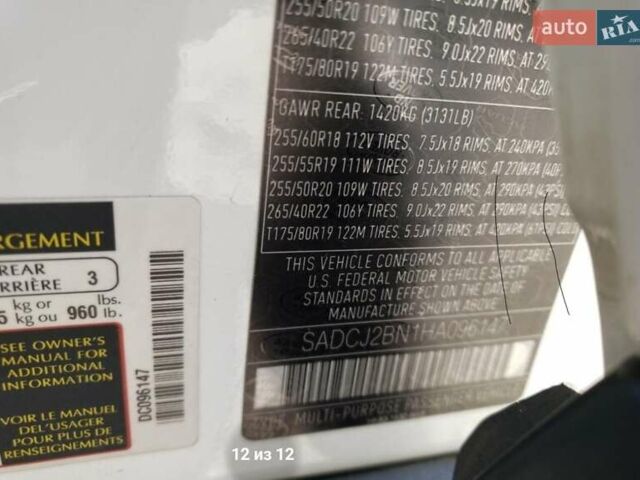 auto RIA
255/50R20 109W TIRES, 8.5Jx20 RIMS,
265/40R22 106Y TIRES, 9.0Jx22 RIMS, AT
T175/80R19 122M TIRES, 5.5Jx19 RIMS, AT
GAWR REAR: 1420KG (3131LB)
255/60R18 112V TIRES, 7.5Jx18 RIMS, AT 240KPA
255/55R19 111W TIRES, 8.5Jx19 RIMS, AT 270KPA
255/50R20 109W TIRES, 8.5Jx20 RIMS, AT 290KPA
265/40R22 106Y TIRES, 9.0Jx22 RIMS, AT 290KPA
T175/80R19 122M TIRES, 5.5Jx19 RIMS, AT 420KPA
THIS VEHICLE CONFORMS TO ALL APPLICABLE
U.S. FEDERAL MOTOR VEHICLE SAFETY
STANDARDS IN EFFECT ON THE DATE OF
MANUFACTURE SHOWN ABOVE.
SADCJ2BN1HA096147
MULTI-PURPOSE PASSENGER
RGEMENT
REAR
RRIÈRE 3
kg or lbs.
5 kg ou 960 lb.
SEE OWNER'S
MANUAL FOR
ADDITIONAL
INFORMATION
VOIR LE MANUEL
DEL'USAGER
POUR PLUS DE
RENSEIGNEMENTS
DC096147
12 из 12